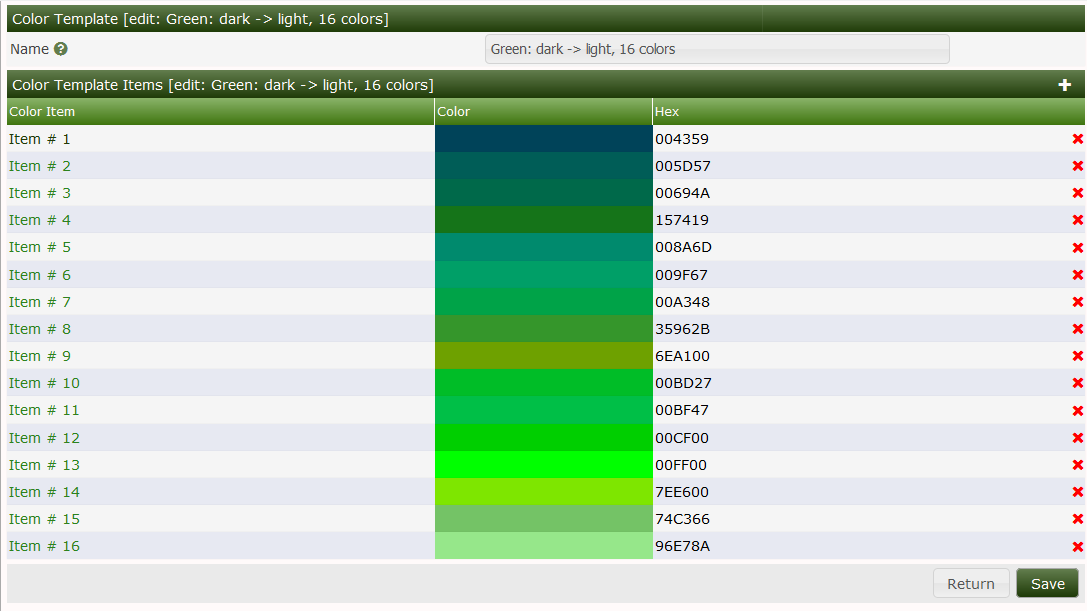 Color Template [edit: Green: dark -> light, 16 colors]
Name ?
Green: dark -> light, 16 colors
Color Template Items [edit: Green: dark -> light, 16 colors]
Color Item Color Hex
Item # 1 004359
Item # 2 005D57
Item # 3 00694A
Item # 4 157419
Item # 5 008A6D
Item # 6 009F67
Item # 7 00A348
Item # 8 35962B
Item # 9 6EA100
Item # 10 00BD27
Item # 11 00BF47
Item # 12 00CF00
Item # 13 00FF00
Item # 14 7EE600
Item # 15 74C366
Item # 16 96E78A
Return Save